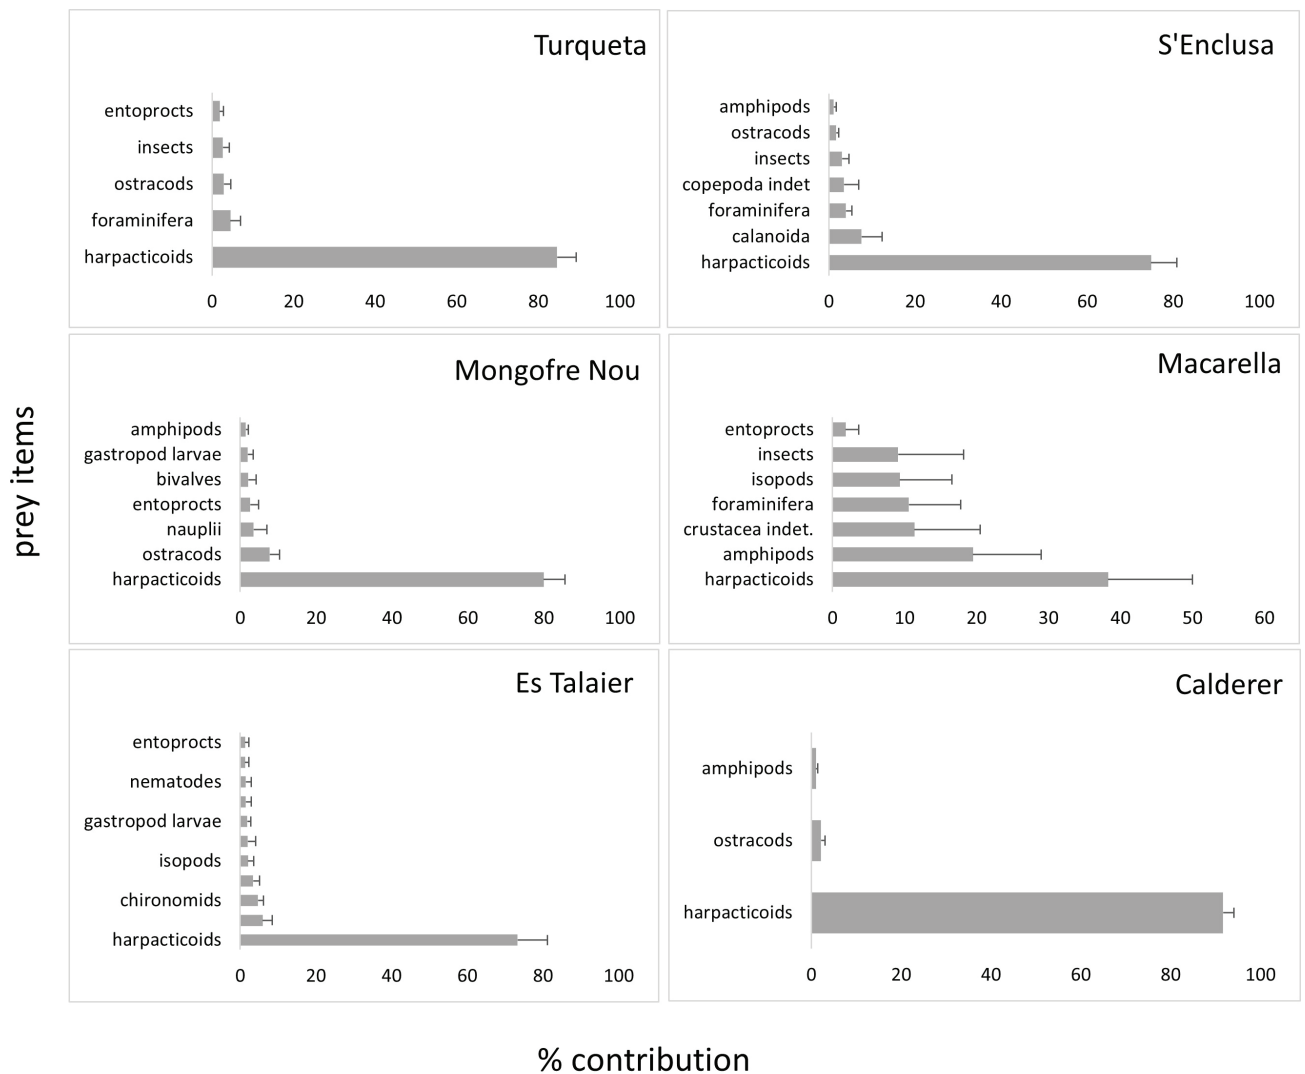 Turqueta
entoprocts
insects
ostracods
foraminifera
harpacticoids
0 20 40 60 80 100
S'Enclusa
amphipods
ostracods
insects
copepoda indet
foraminifera
calanoida
harpacticoids
0 20 40 60 80 100
prey items
Mongofre Nou
amphipods
gastropod larvae
bivalves
entoprocts
nauplii
ostracods
harpacticoids
0 20 40 60 80 100
Macarella
entoprocts
insects
isopods
foraminifera
crustacea indet.
amphipods
harpacticoids
0 10 20 30 40 50 60
Es Talaier
entoprocts
nematodes
gastropod larvae
isopods
chironomids
harpacticoids
0 20 40 60 80 100
Calderer
amphipods
ostracods
harpacticoids
0 20 40 60 80 100
% contribution